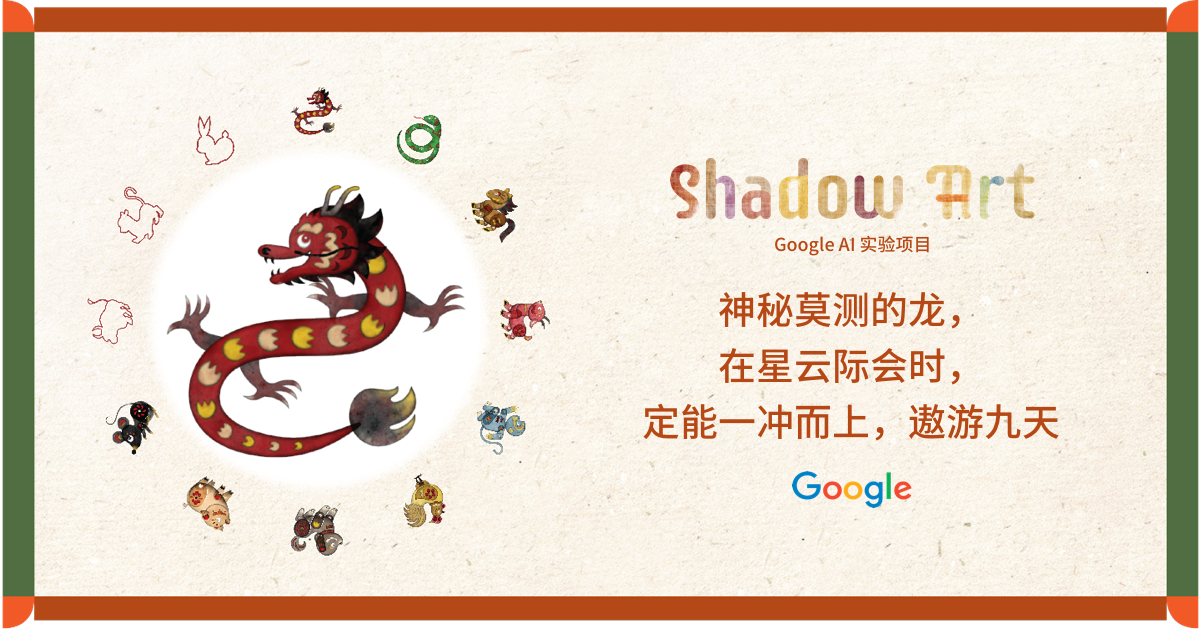 Shadow Art
Google AI 实验项目
神秘莫测的龙，
在星云际会时，
定能一冲而上，遨游九天
Google